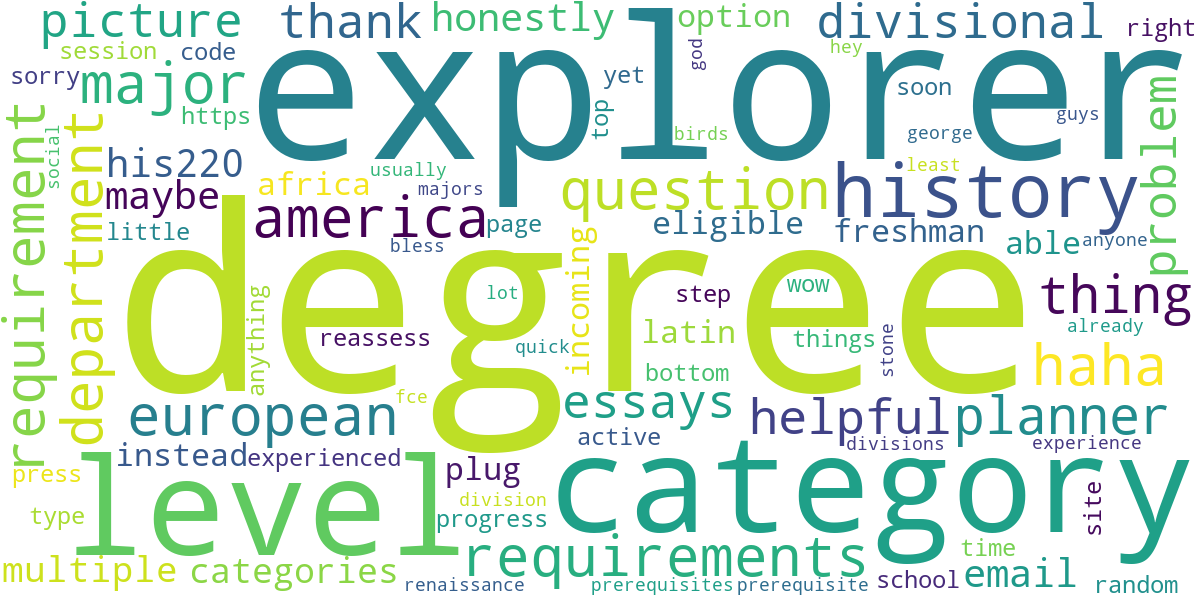 picture
thank
honestly
option
divisional
right
session
code
explorer
god
hey
sorry
major
yet
soon
https
top
birds
george
guys
problem
requirement
social
department
his220
usually
least
maybe
africa
majors
question
history
america
page
eligible
freshman
able
anyone
little
bless
degree
incoming
lot
step
wow
thing
anything
reassess
quick
latin
things
stone
already
bottom
haha
fce
european
essays
helpful
planner
active
divisions
experience
instead
experienced
level
plug
category
press
division
site
type
progress
requirements
time
multiple
categories
renaissance
prerequisites
prerequisite
school
email
random